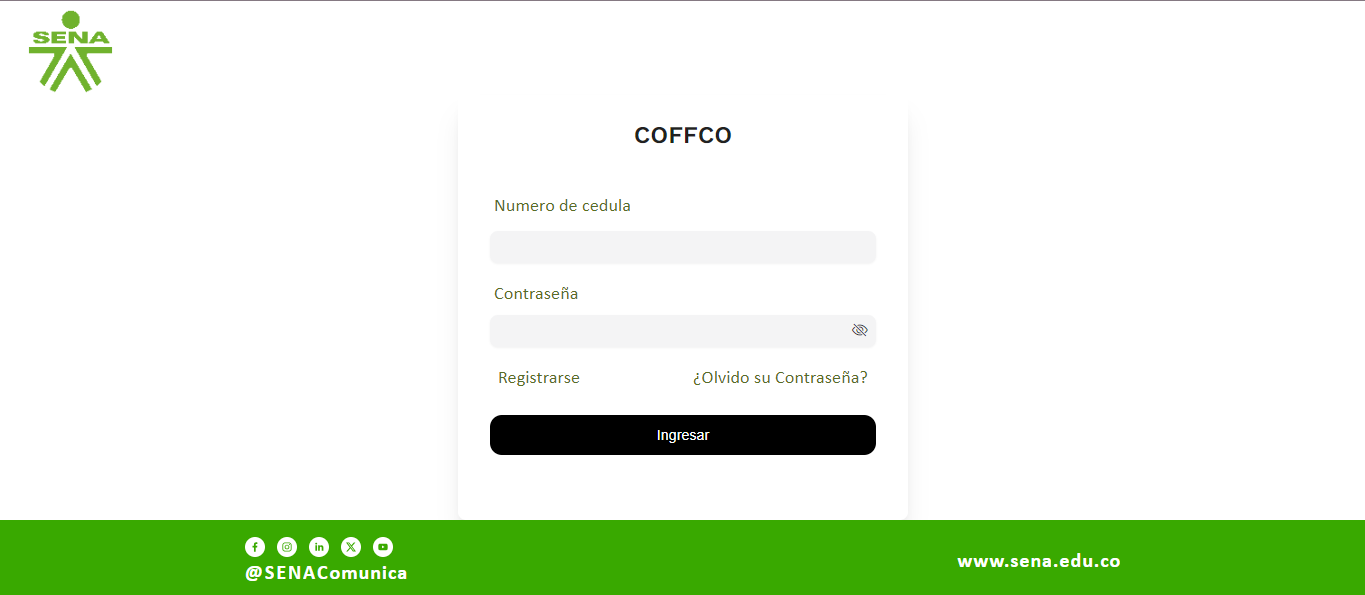 SENA
COFFCO
Numero de cedula
Contraseña
Registrarse
¿Olvido su Contraseña?
Ingresar
@SENAComunica
www.sena.edu.co